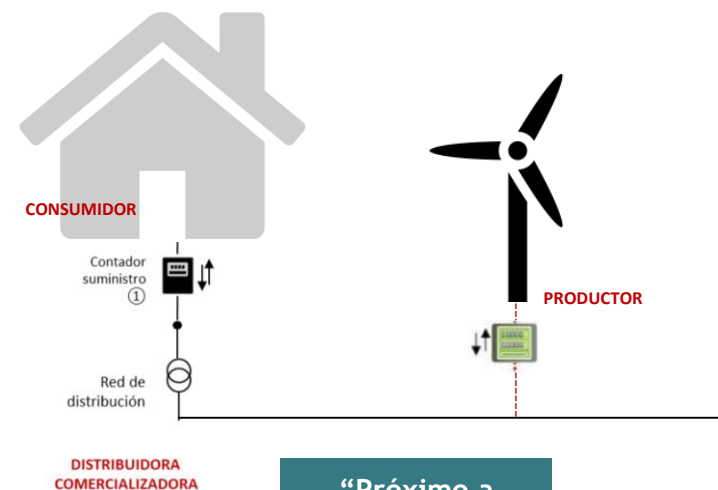 CONSUMIDOR
Contador
suministro
①
PRODUCTOR
Red de
distribución
DISTRIBUIDORA
COMERCIALIZADORA
“Próximo a